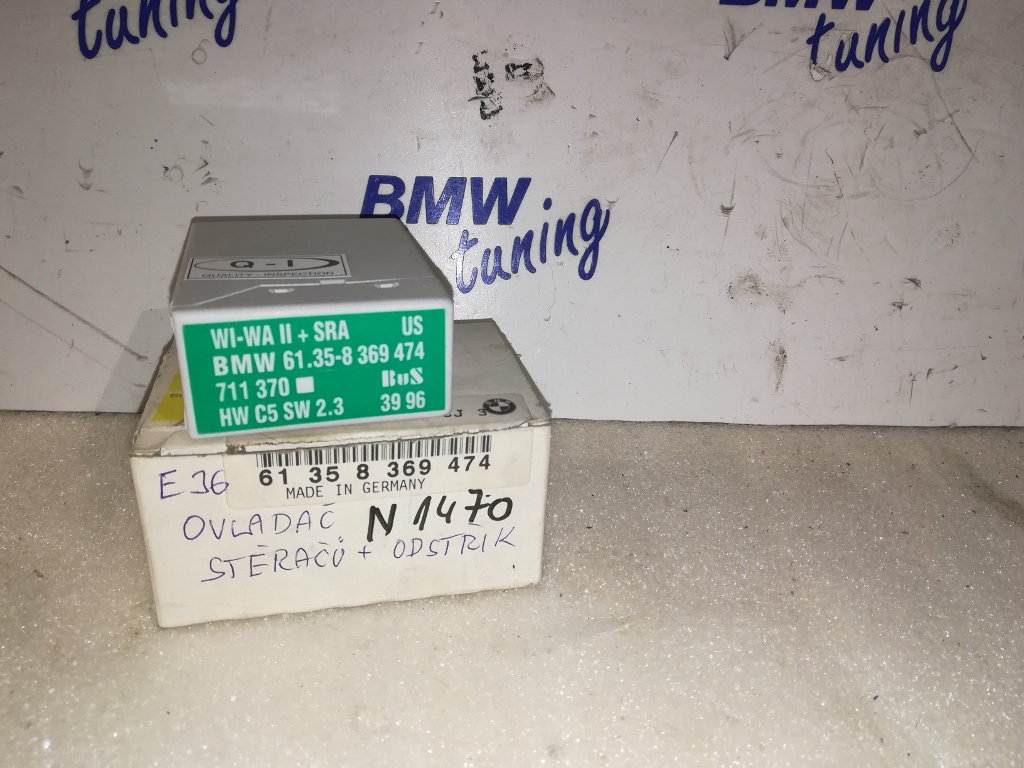 tuning
BMW
tuning
BMW
tuning
Q - I
QUALITY - INSPECTION
WI-WA II + SRA US
BMW 61.35-8 369 474
711 370 BoS
HW C5 SW 2.3 39 96
3
61 35 8 369 474
MADE IN GERMANY
E36
OVLADAČ N 1470
STĚRAČŮ + ODSTŘIK